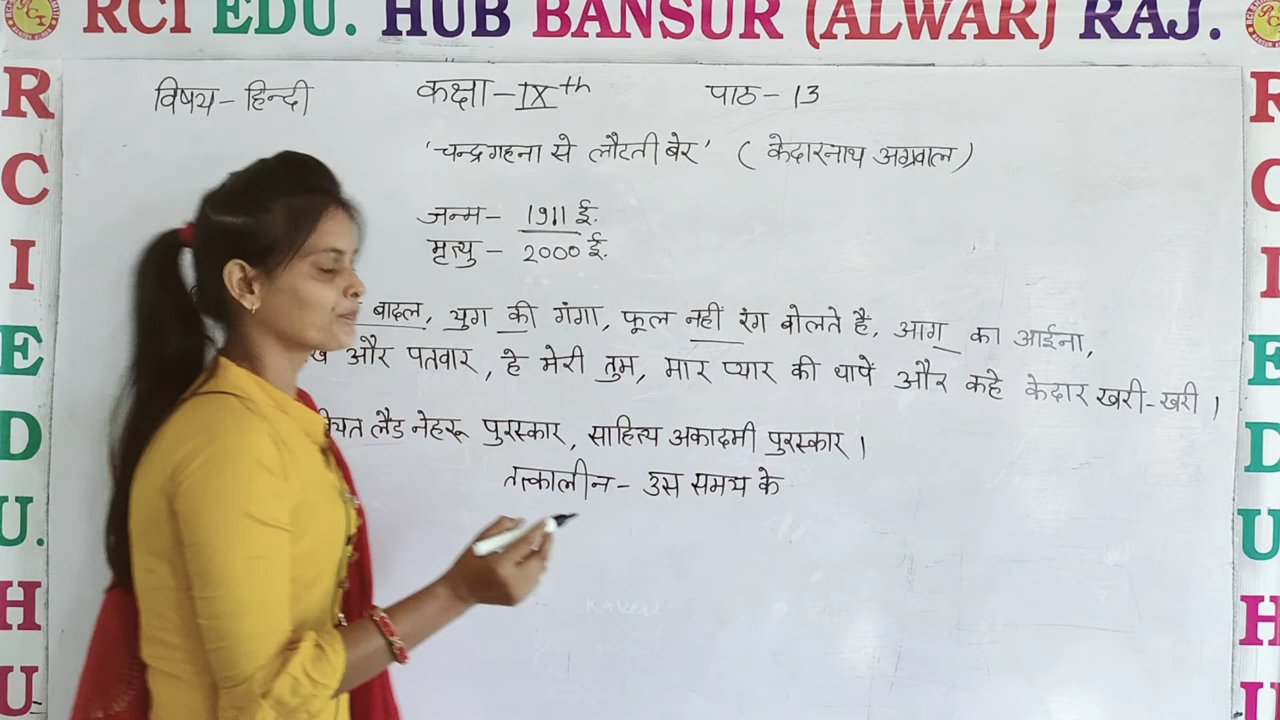 RCI EDU. HUB BANSUR (ALWAR) RAJ.
विषय - हिन्दी कक्षा - IXth पाठ - 13
'चन्द्रगहना से लौटती बेर' ( केदारनाथ अग्रवाल )
जन्म - 1911 ई.
मृत्यु - 2000 ई.
बादल, युग की गंगा, फूल नहीं रंग बोलते है, आग का आईना,
और पतवार, हे मेरी तुम, मार प्यार की थापें और कहे केदार खरी-खरी ।
लैंड नेहरू पुरस्कार, साहित्य अकादमी पुरस्कार ।
तत्कालीन - उस समय के
R
C
I
E
D
U.
H
U
R
C
I
E
D
U
H